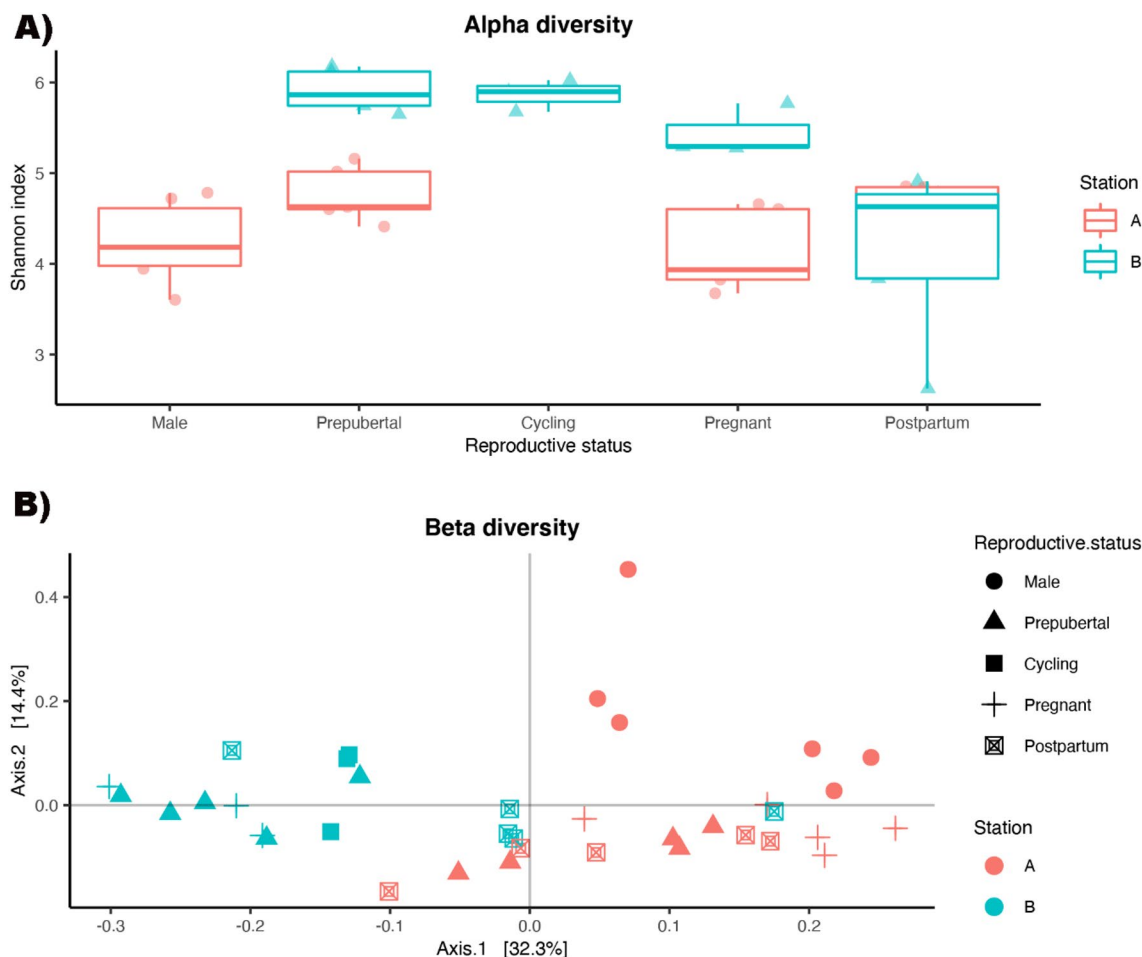 A)
Alpha diversity
Shannon index
6
5
4
3
Male Prepubertal Cycling Pregnant Postpartum
Reproductive status
Station
A
B
B)
Beta diversity
Axis.2 [14.4%]
0.4
0.2
0.0
-0.3 -0.2 -0.1 0.0 0.1 0.2
Axis.1 [32.3%]
Reproductive.status
Male
Prepubertal
Cycling
Pregnant
Postpartum
Station
A
B